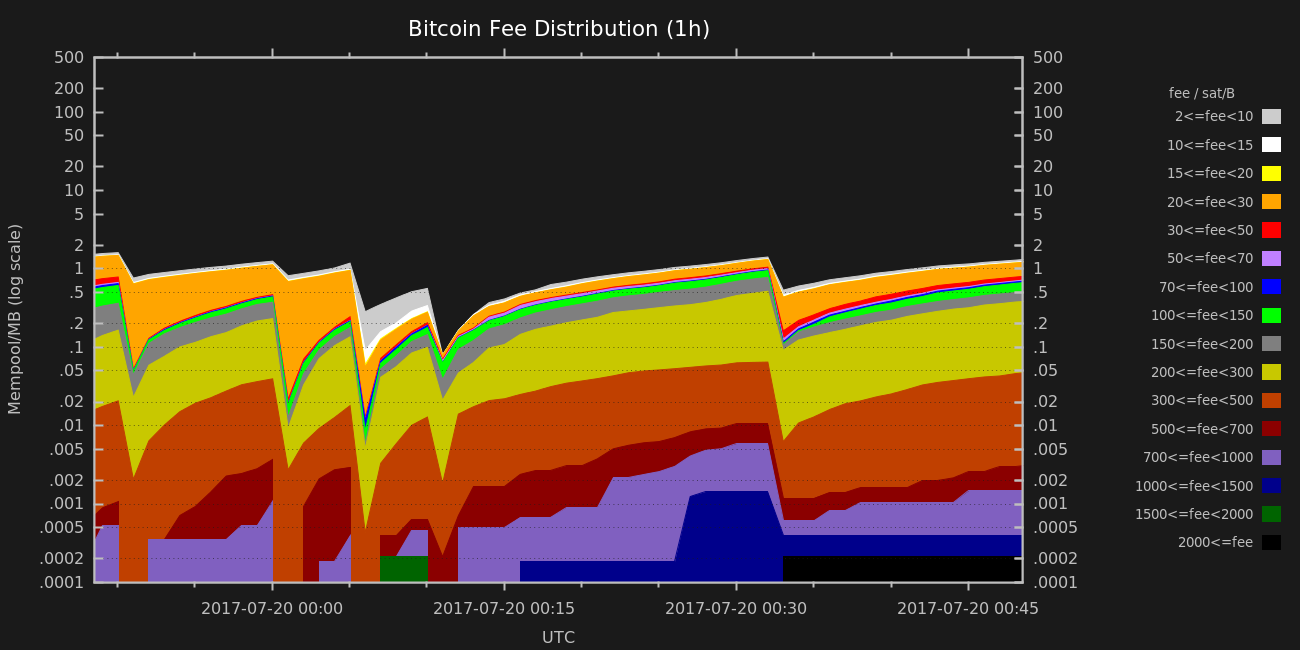 Bitcoin Fee Distribution (1h)
500
200
100
50
20
10
5
2
1
.5
.2
.1
.05
.02
.01
.005
.002
.001
.0005
.0002
.0001
Mempool/MB (log scale)
500
200
100
50
20
10
5
2
1
.5
.2
.1
.05
.02
.01
.005
.002
.001
.0005
.0002
.0001
2017-07-20 00:00
2017-07-20 00:15
2017-07-20 00:30
2017-07-20 00:45
UTC
fee / sat/B
2<=fee<10
10<=fee<15
15<=fee<20
20<=fee<30
30<=fee<50
50<=fee<70
70<=fee<100
100<=fee<150
150<=fee<200
200<=fee<300
300<=fee<500
500<=fee<700
700<=fee<1000
1000<=fee<1500
1500<=fee<2000
2000<=fee